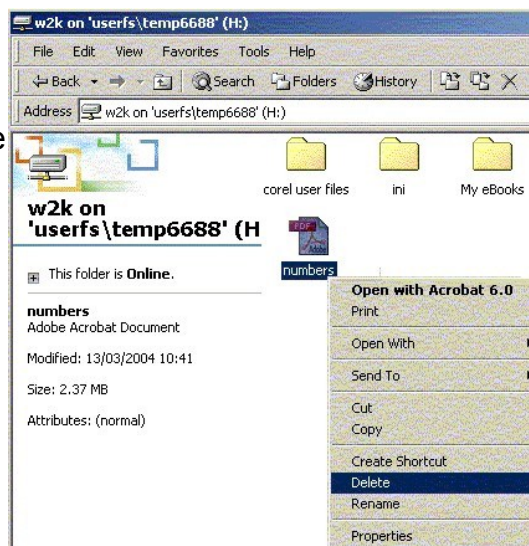 w2k on 'userfs\temp6688' (H:)
File Edit View Favorites Tools Help
Back Search Folders History
Address w2k on 'userfs\temp6688' (H:)
e
corel user files ini My eBooks
w2k on
'userfs\temp6688' (H
PDF
Adobe
numbers
This folder is Online.
numbers
Adobe Acrobat Document
Modified: 13/03/2004 10:41
Size: 2.37 MB
Attributes: (normal)
Open with Acrobat 6.0
Print
Open With
Send To
Cut
Copy
Create Shortcut
Delete
Rename
Properties